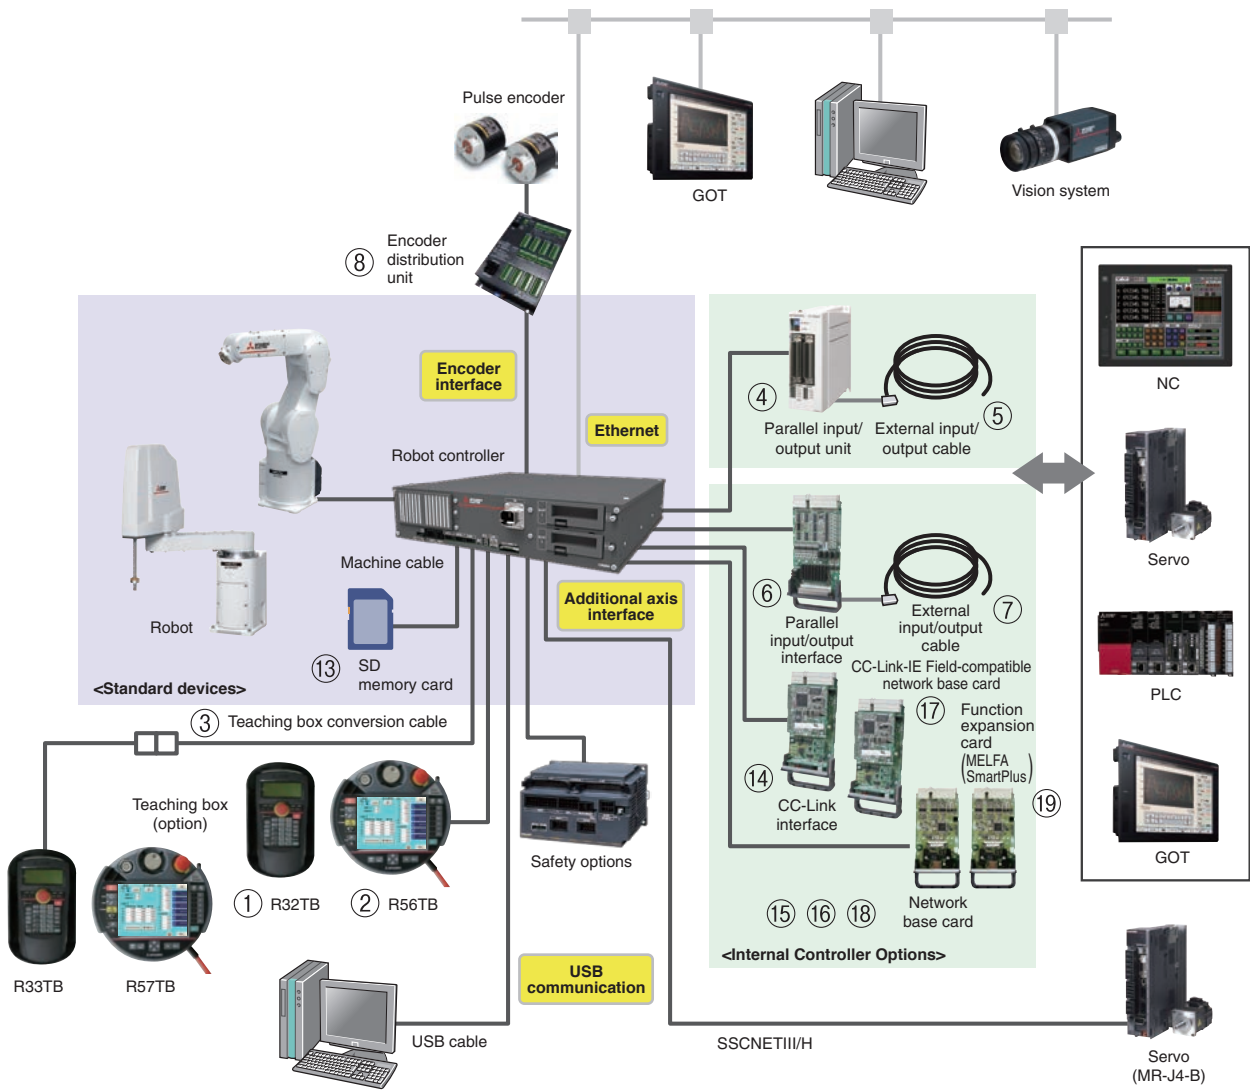 Pulse encoder
GOT
Vision system
⑧
Encoder
distribution
unit
NC
Encoder
interface
Ethernet
④
⑤
Parallel input/
output unit
External input/
output cable
Robot controller
Servo
Machine cable
Additional axis
interface
⑥
⑦
Parallel
input/output
interface
External
input/output
cable
Robot
⑬
SD
memory card
<Standard devices>
CC-Link-IE Field-compatible
network base card
⑰
PLC
③
Teaching box conversion cable
Function
expansion
card
(MELFA
SmartPlus)
⑭
CC-Link
interface
⑲
Teaching box
(option)
Safety options
GOT
①
R32TB
②
R56TB
Network
base card
⑮
⑯
⑱
<Internal Controller Options>
R33TB
R57TB
USB
communication
USB cable
SSCNETIII/H
Servo
(MR-J4-B)